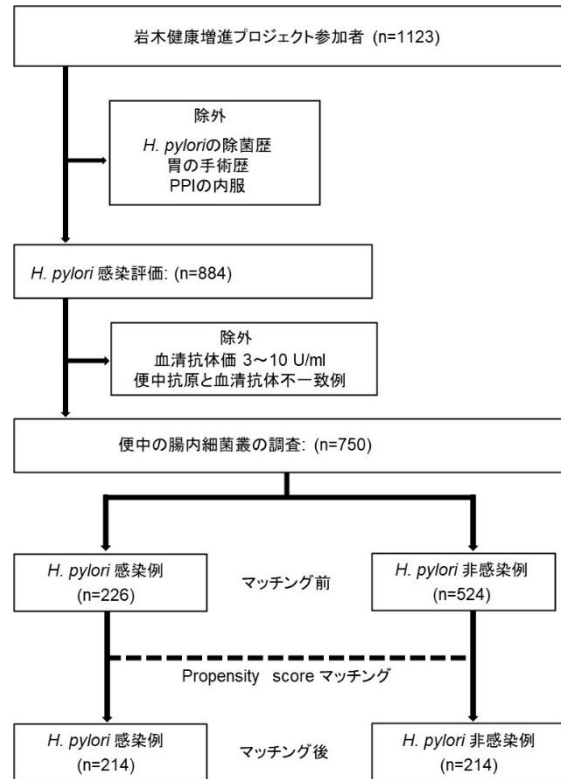 岩木健康増進プロジェクト参加者 (n=1123)
除外
H. pyloriの除菌歴
胃の手術歴
PPIの内服
H. pylori 感染評価: (n=884)
除外
血清抗体価 3～10 U/ml
便中抗原と血清抗体不一致例
便中の腸内細菌叢の調査: (n=750)
H. pylori 感染例
(n=226)
マッチング前
H. pylori 非感染例
(n=524)
Propensity score マッチング
H. pylori 感染例
(n=214)
マッチング後
H. pylori 非感染例
(n=214)